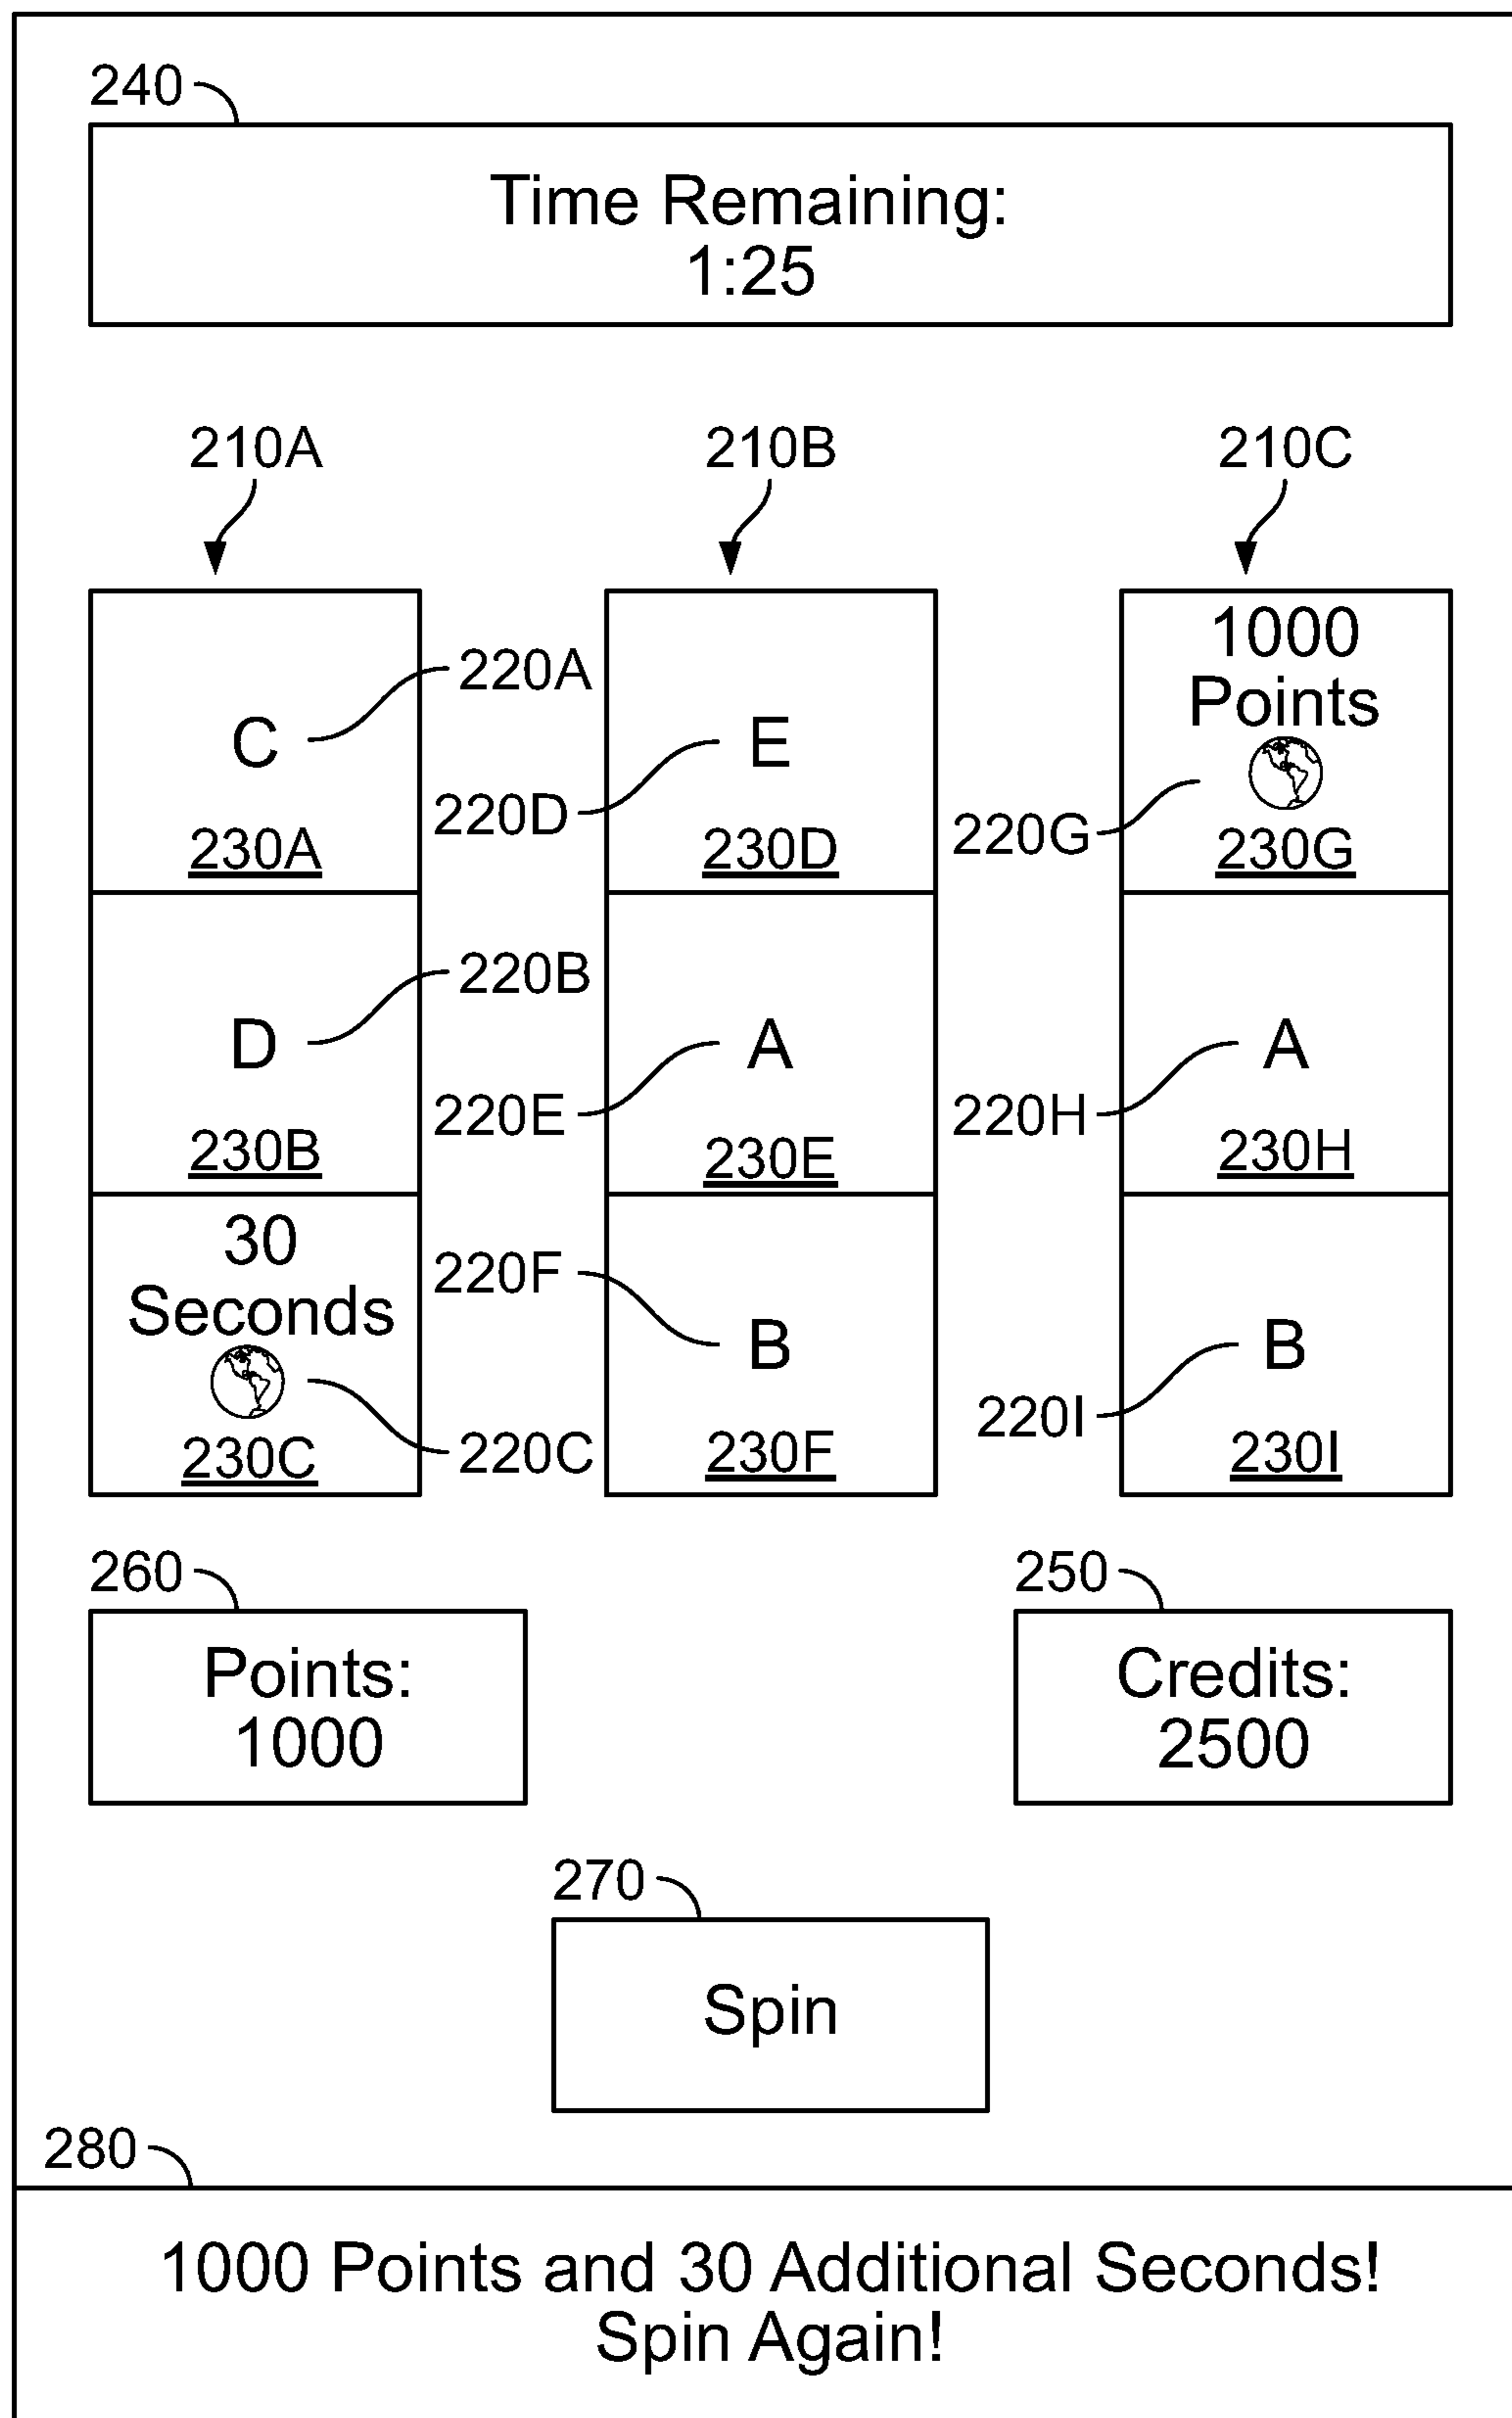 240
Time Remaining:
1:25
210A
210B
210C
C
220A
220D
E
1000
Points
220G
230A
230D
230G
D
220B
220E
A
220H
A
230B
230E
230H
30
Seconds
220F
B
220I
B
230C
220C
230F
230I
260
250
Points:
1000
Credits:
2500
270
Spin
280
1000 Points and 30 Additional Seconds!
Spin Again!